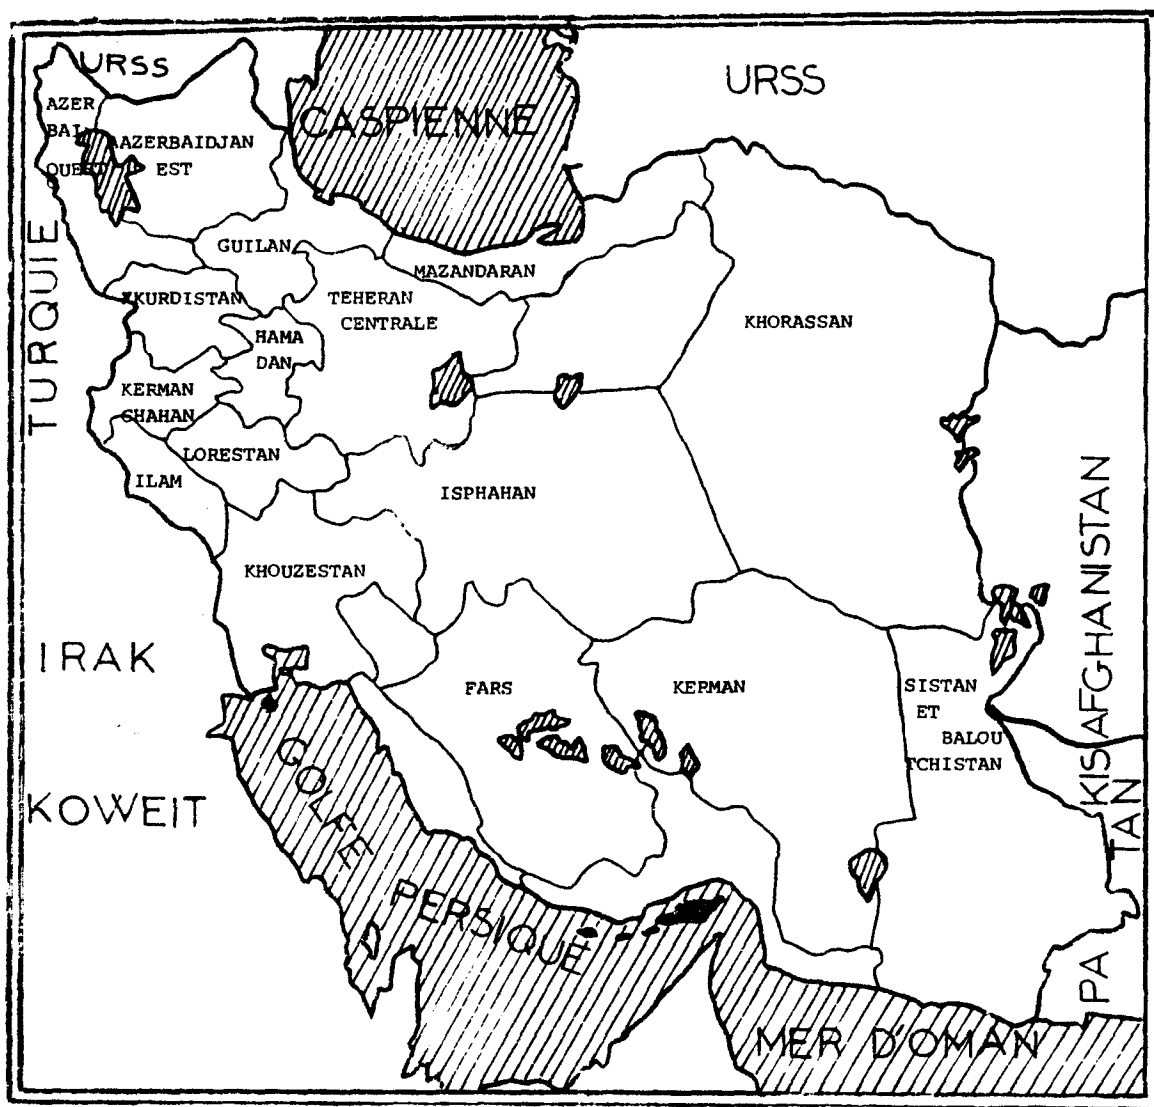 URSS
URSS
AZER
BAI
OUEST
AZERBAIDJAN
EST
CASPIENNE
TURQUIE
GUILAN
MAZANDARAN
KURDISTAN
TEHERAN
CENTRALE
HAMA
DAN
KHORASSAN
KERMAN
CHAHAN
LORESTAN
ILAM
ISPHAHAN
KHOUZESTAN
AFGHANISTAN
IRAK
FARS
KERMAN
SISTAN
ET
BALOU
TCHISTAN
KOWEIT
GOLFE
PERSIQUE
PA
KIS
TAN
MER D'OMAN